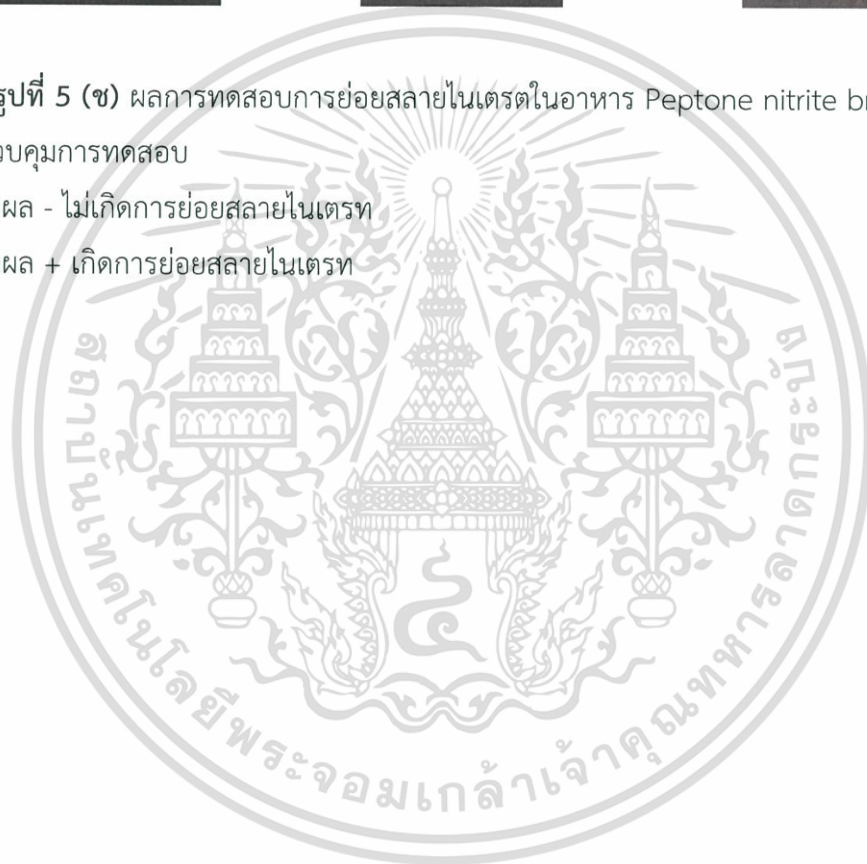 รูปที่ 5 (ช) ผลการทดสอบการย่อยสลายไนเตรตในอาหาร Peptone nitrite
วบคุมการทดสอบ
ผล - ไม่เกิดการย่อยสลายไนเตรท
ผล + เกิดการย่อยสลายไนเตรท
สถาบันเทคโนโลยีพระจอมเกล้าเจ้าคุณทหารลาดกระบัง
๔